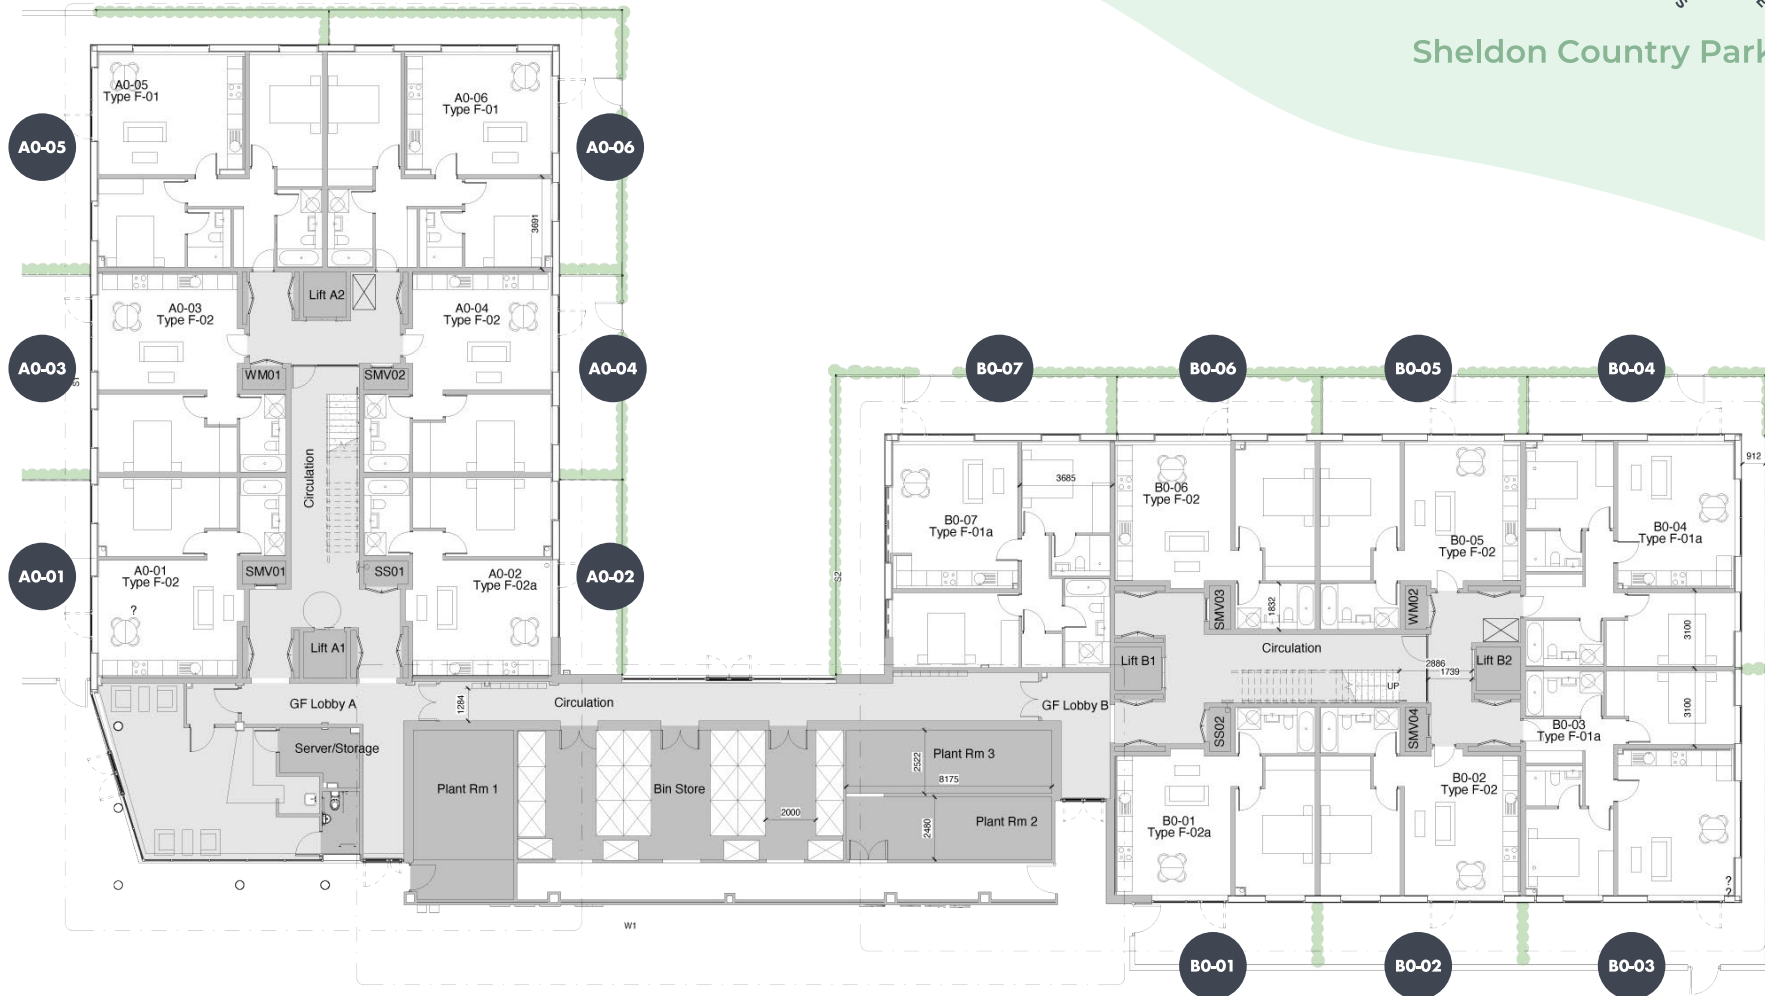 S
E
Sheldon Country Park
A0-05
Type F-01
A0-06
Type F-01
A0-05
A0-06
3691
A0-03
Type F-02
Lift A2
A0-04
Type F-02
A0-03
S1
WM01
SMV02
A0-04
Circulation
A0-01
A0-01
Type F-02
?
SMV01
SS01
A0-02
Type F-02a
A0-02
Lift A1
GF Lobby A
1284
Circulation
GF Lobby B
Server/Storage
Plant Rm 1
Bin Store
2000
Plant Rm 3
2522
8175
Plant Rm 2
2480
W1
S2
B0-07
B0-06
B0-05
B0-04
912
3685
B0-07
Type F-01a
B0-06
Type F-02
B0-05
Type F-02
B0-04
Type F-01a
SMV03
1832
WM02
Circulation
3100
Lift B1
2886
1739
Lift B2
UP
3100
SS02
SMV04
B0-03
Type F-01a
B0-02
Type F-02
B0-01
Type F-02a
?
?
B0-01
B0-02
B0-03